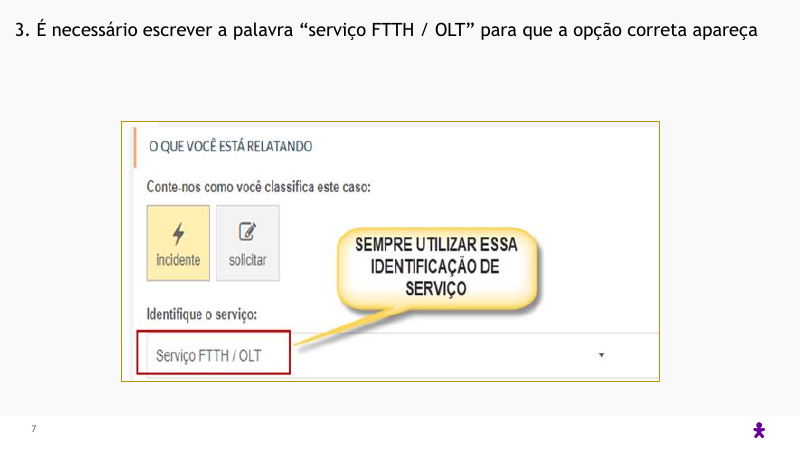 3. É necessário escrever a palavra “serviço FTTH / OLT” para que a opção correta apareça
O QUE VOCÊ ESTÁ RELATANDO
Conte-nos como você classifica este caso:
incidente
solicitar
SEMPRE UTILIZAR ESSA
IDENTIFICAÇÃO DE
SERVIÇO
Identifique o serviço:
Serviço FTTH / OLT
7